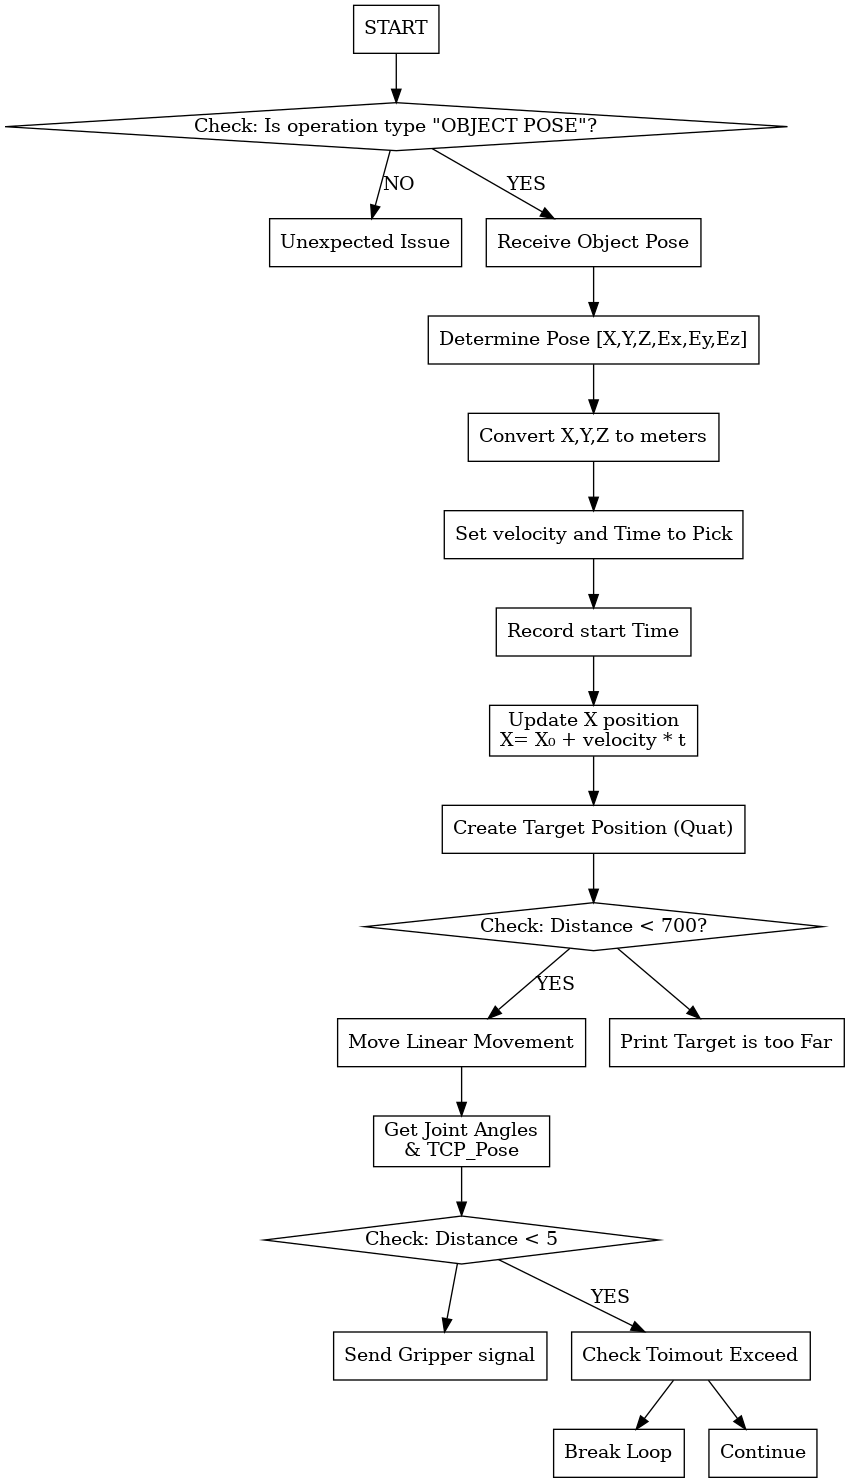 START
Check: Is operation type "OBJECT POSE"?
NO
YES
Unexpected Issue
Receive Object Pose
Determine Pose [X,Y,Z,Ex,Ey,Ez]
Convert X,Y,Z to meters
Set velocity and Time to Pick
Record start Time
Update X position
X= X₀ + velocity * t
Create Target Position (Quat)
Check: Distance < 700?
YES
Move Linear Movement
Print Target is too Far
Get Joint Angles
& TCP_Pose
Check: Distance < 5
YES
Send Gripper signal
Check Toimout Exceed
Break Loop
Continue